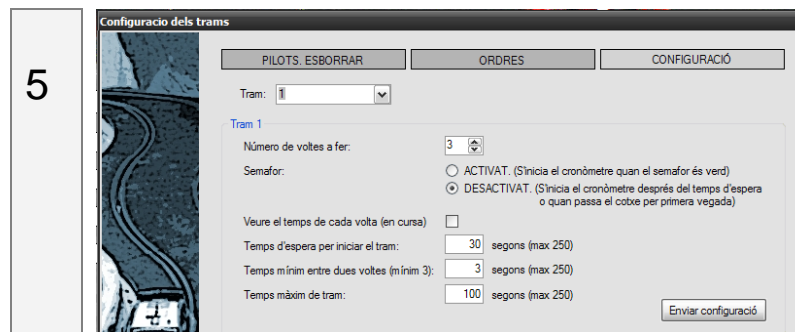 5
Configuracio dels trams
PILOTS. ESBORRAR ORDRES CONFIGURACIÓ
Tram: 1
Tram 1
Número de voltes a fer: 3
Semafor: ACTIVAT. (S'inicia el cronòmetre quan el semafor és verd)
DESACTIVAT. (S'inicia el cronòmetre després del temps d'espera
o quan passa el cotxe per primera vegada)
Veure el temps de cada volta (en cursa)
Temps d'espera per iniciar el tram: 30 segons (max 250)
Temps mínim entre dues voltes (mínim 3): 3 segons (max 250)
Temps màxim de tram: 100 segons (max 250)
Enviar configuració